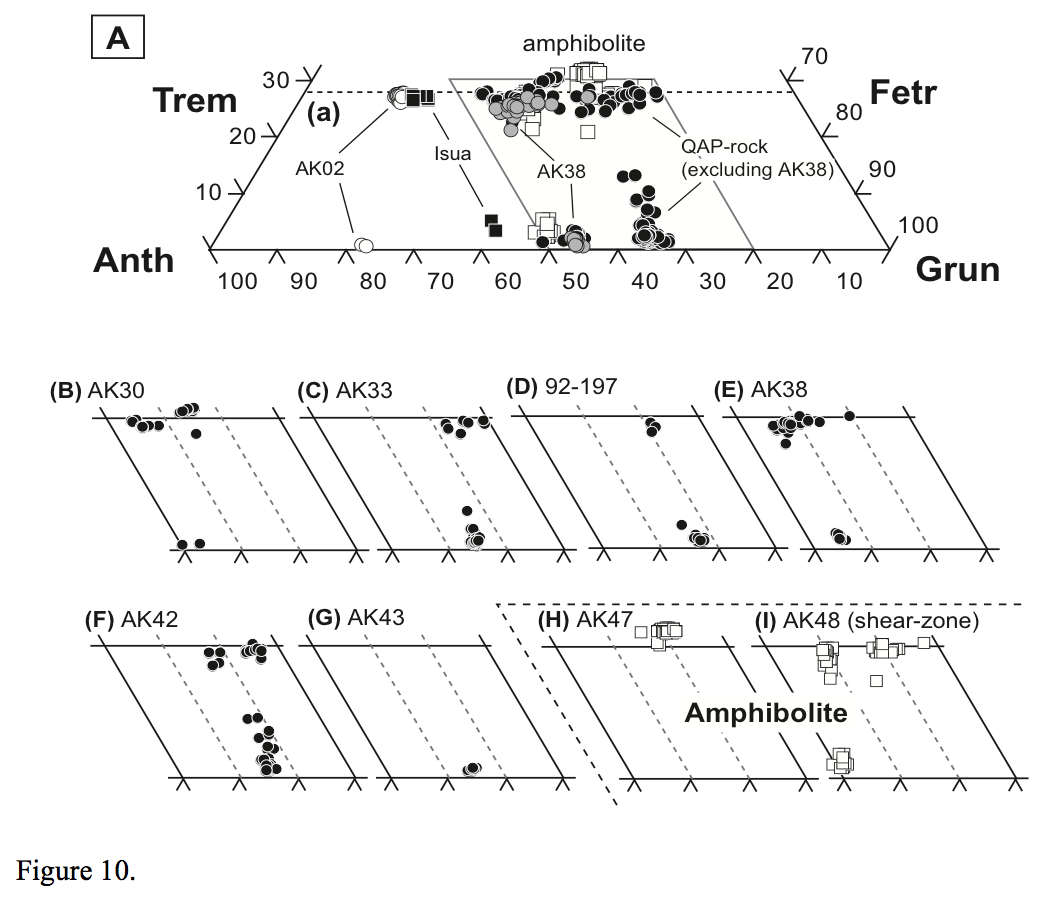 A
amphibolite
30
70
Trem
Fetr
(a)
80
20
Isua
QAP-rock
(excluding AK38)
AK02
AK38
90
10
100
Anth
Grun
100 90 80 70 60 50 40 30 20 10
(B) AK30
(C) AK33
(D) 92-197
(E) AK38
(F) AK42
(G) AK43
(H) AK47
(I) AK48 (shear-zone)
Amphibolite
Figure 10.